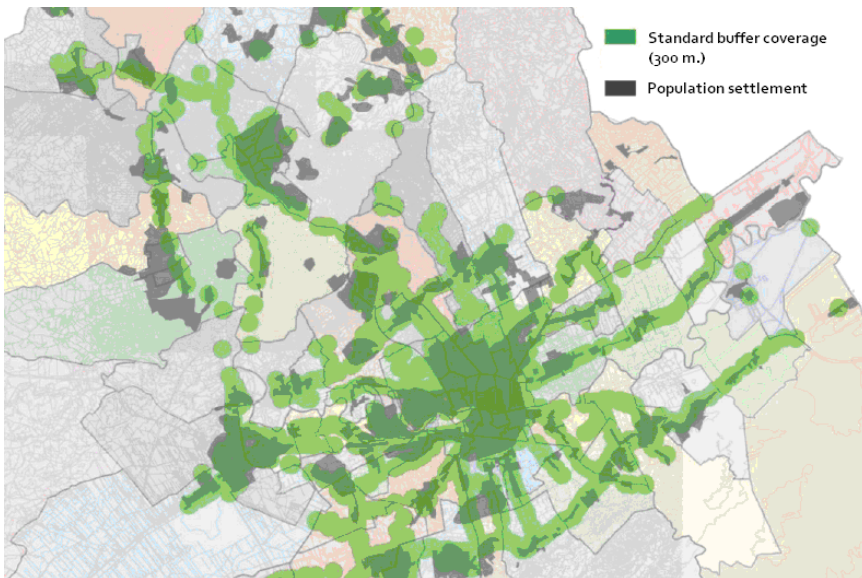 Standard buffer coverage
(300 m.)
Population settlement